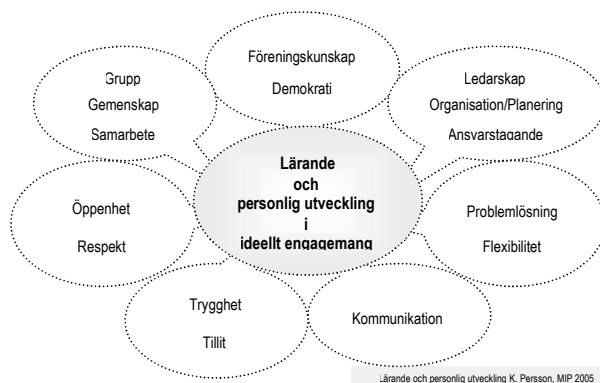 Föreningskunskap
Demokrati
Grupp
Gemenskap
Samarbete
Ledarskap
Organisation/Planering
Ansvarstagande
Lärande
och
personlig utveckling
i
ideellt engagemang
Öppenhet
Respekt
Problemlösning
Flexibilitet
Trygghet
Tillit
Kommunikation
Lärande och personlig utveckling K. Persson, MIP 2005